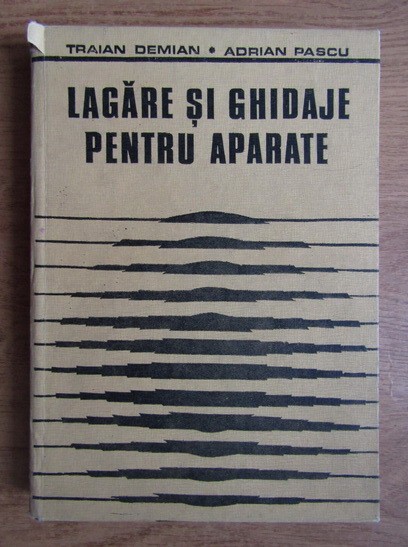 TRAIAN DEMIAN • ADRIAN PASCU
LAGĂRE ȘI GHIDAJE
PENTRU APARATE